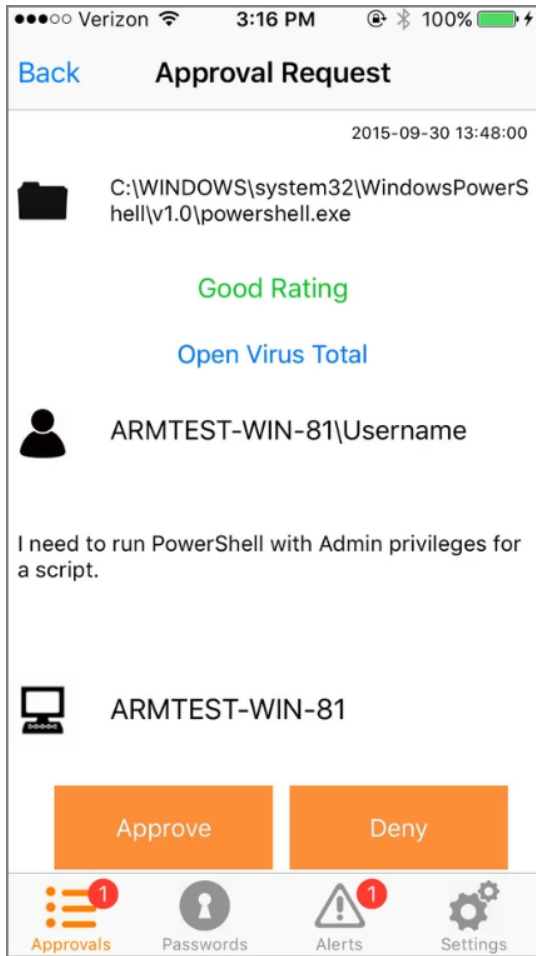 Verizon 3:16 PM 100%
Back Approval Request
2015-09-30 13:48:00
C:\WINDOWS\system32\WindowsPowerS
hell\v1.0\powershell.exe
Good Rating
Open Virus Total
ARMTEST-WIN-81\Username
I need to run PowerShell with Admin privileges for
a script.
ARMTEST-WIN-81
Approve Deny
1 1
Approvals Passwords Alerts Settings